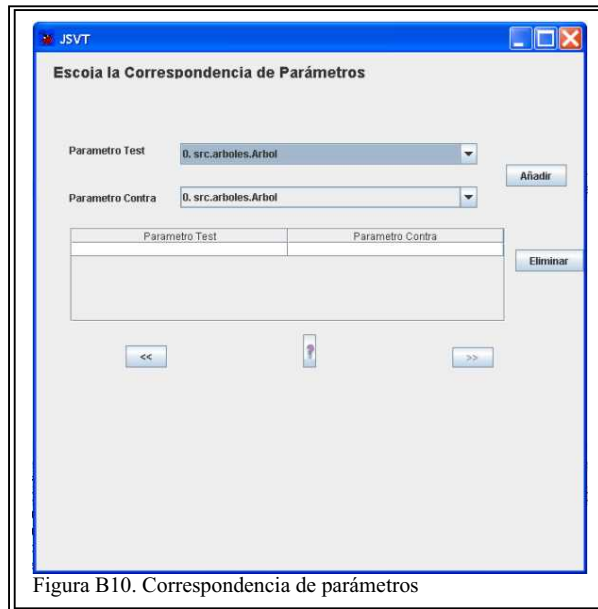 JSVT
Escoja la Correspondencia de Parámetros
Parametro Test
0. src.arboles.Arbol
Añadir
Parametro Contra
0. src.arboles.Arbol
Parametro Test Parametro Contra
Eliminar
<< ? >>
Figura B10. Correspondencia de parámetros